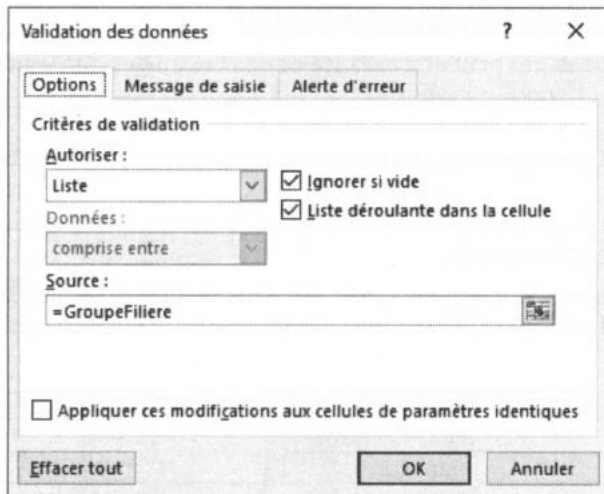 Validation des données ? ×
Options Message de saisie Alerte d'erreur
Critères de validation
Autoriser :
Liste
Ignorer si vide
Liste déroulante dans la cellule
Données :
comprise entre
Source :
=GroupeFiliere
Appliquer ces modifications aux cellules de paramètres identiques
Effacer tout OK Annuler